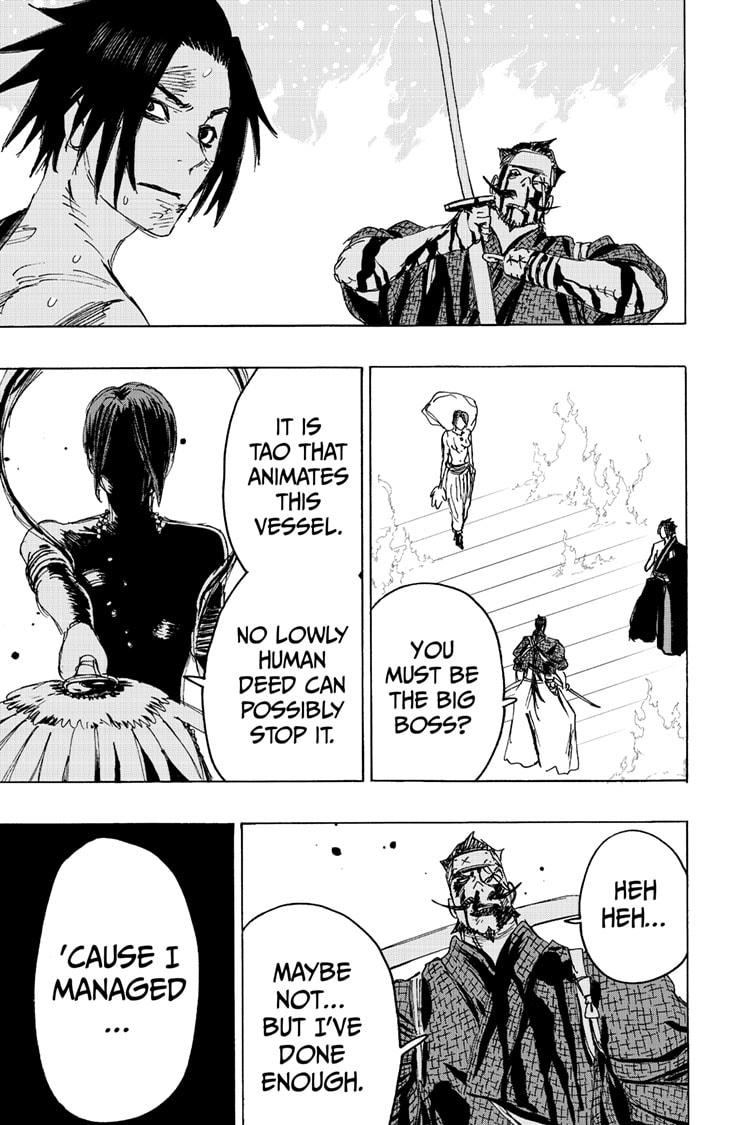 YOU
MUST BE
THE BIG
BOSS?
IT IS
TAO THAT
ANIMATES
THIS
VESSEL.
NO LOWLY
HUMAN
DEED CAN
POSSIBLY
STOP IT.
HEH
HEH...
MAYBE
NOT...
BUT I'VE
DONE
ENOUGH.
'CAUSE I
MANAGED
...